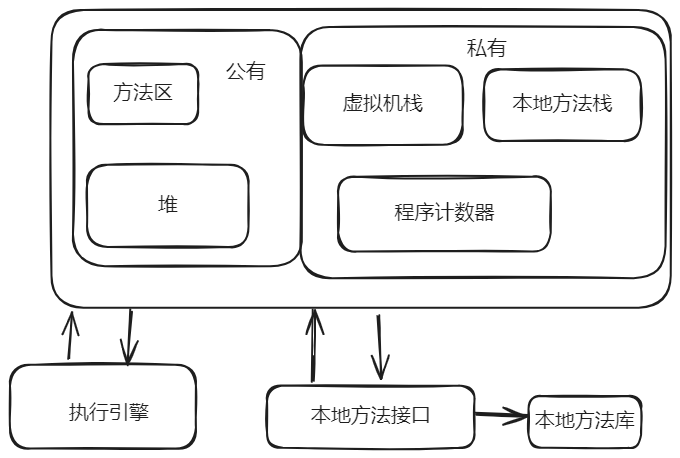 私有
公有
方法区
虚拟机栈
本地方法栈
堆
程序计数器
执行引擎
本地方法接口
本地方法库